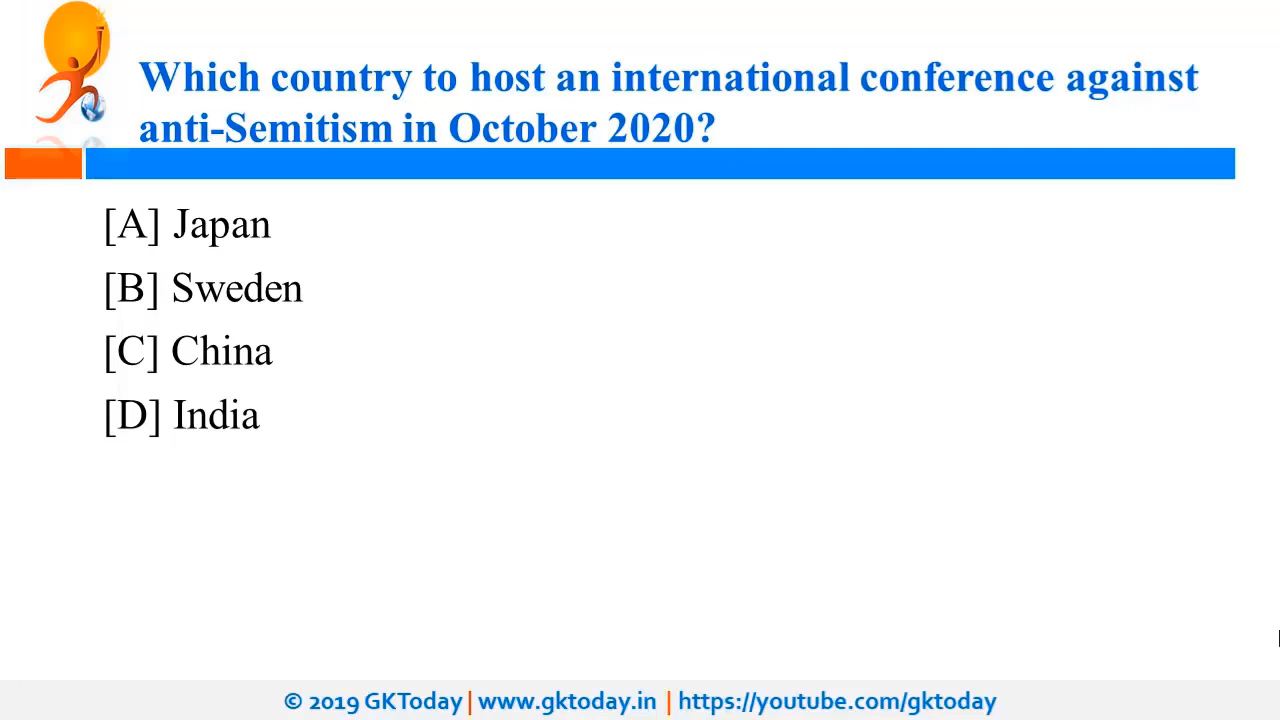 Which country to host an international conference against
anti-Semitism in October 2020?
[A] Japan
[B] Sweden
[C] China
[D] India
© 2019 GKToday | www.gktoday.in | https://youtube.com/gktoday